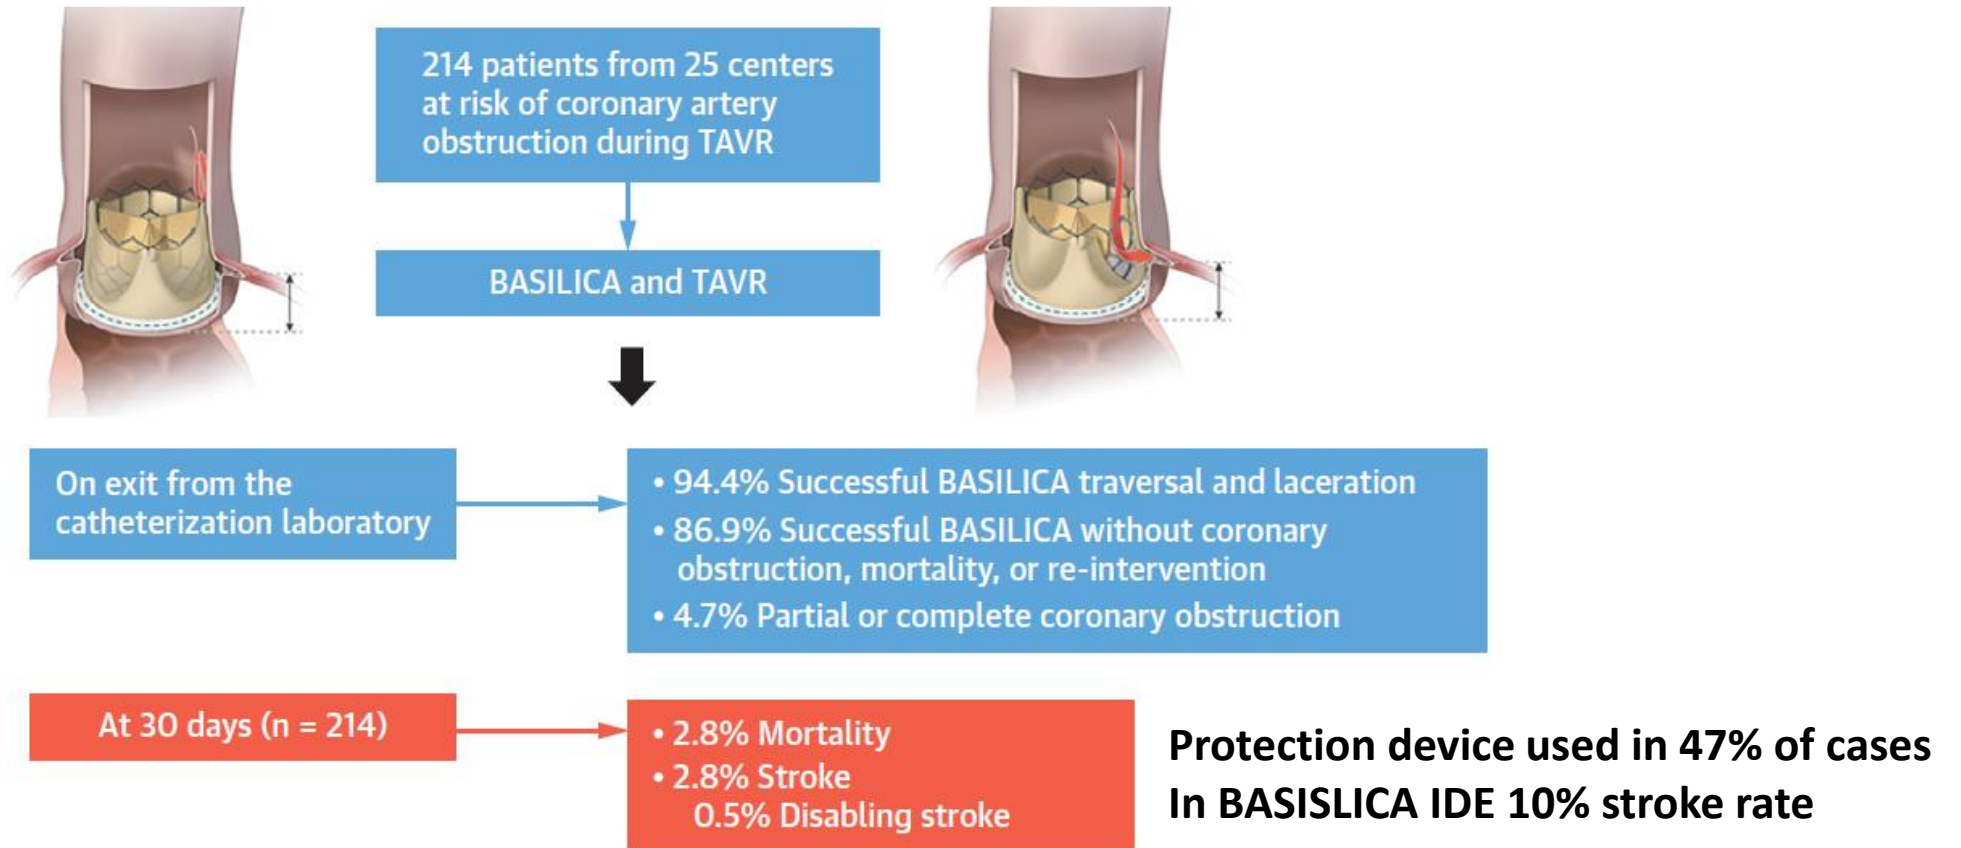 214 patients from 25 centers
at risk of coronary artery
obstruction during TAVR
BASILICA and TAVR
On exit from the
catheterization laboratory
• 94.4% Successful BASILICA traversal and laceration
• 86.9% Successful BASILICA without coronary
obstruction, mortality, or re-intervention
• 4.7% Partial or complete coronary obstruction
At 30 days (n = 214)
• 2.8% Mortality
• 2.8% Stroke
0.5% Disabling stroke
Protection device used in 47% of cases
In BASISLICA IDE 10% stroke rate